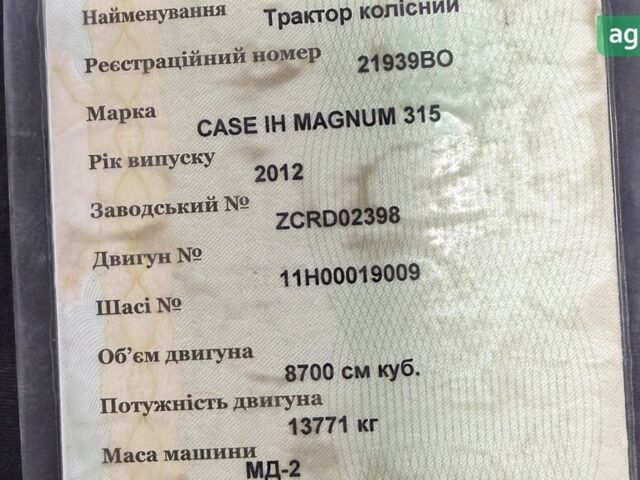 Найменування Трактор колісний
ag
Реєстраційний номер 21939ВО
Марка CASE IH MAGNUM 315
Рік випуску 2012
Заводський № ZCRD02398
Двигун № 11H00019009
Шасі №
Об'єм двигуна 8700 см куб.
Потужність двигуна 13771 кг
Маса машини МД-2